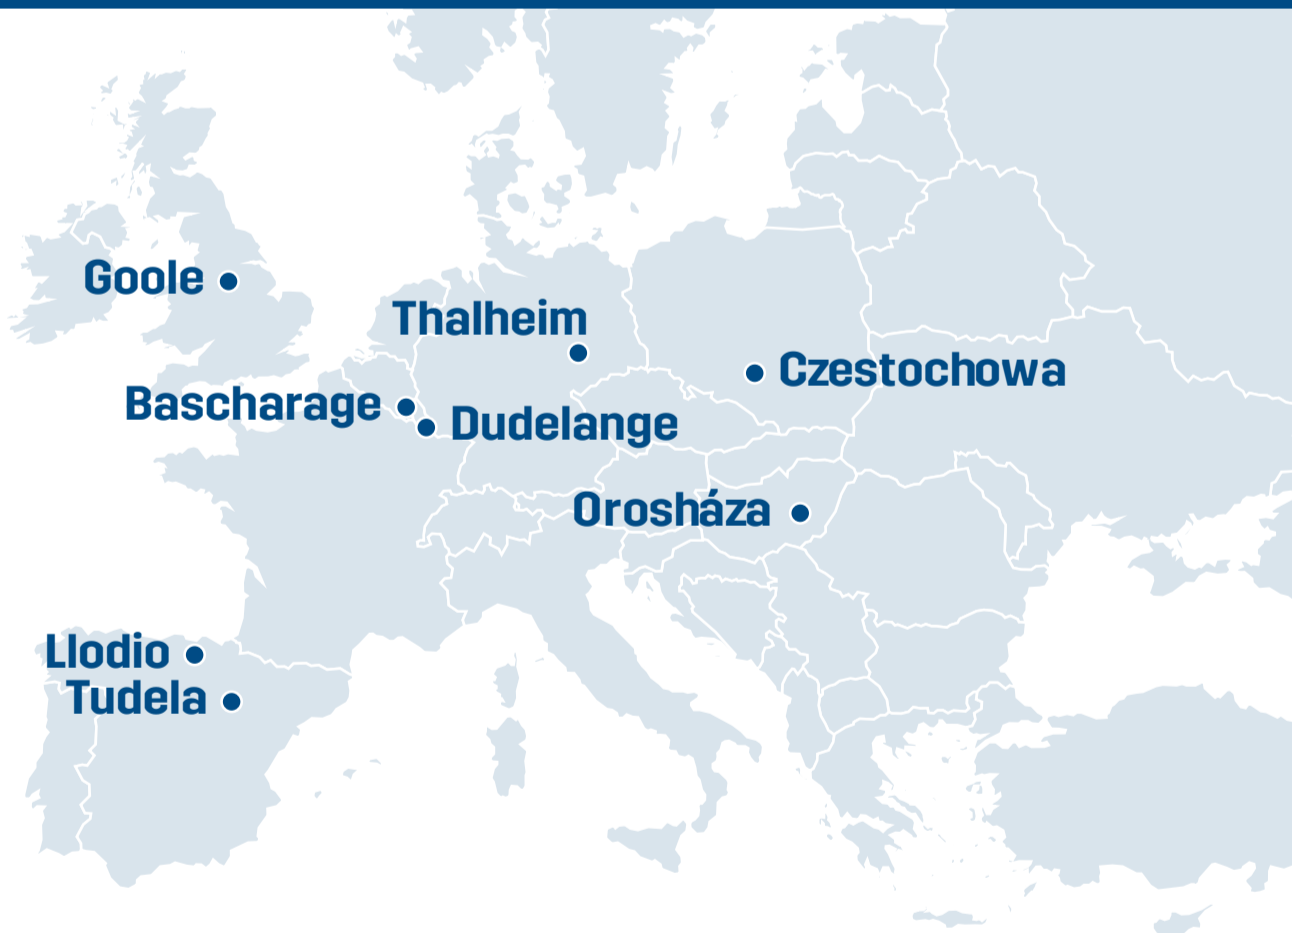 Goole
Thalheim
Czestochowa
Bascharage
Dudelange
Orosháza
Llodio
Tudela